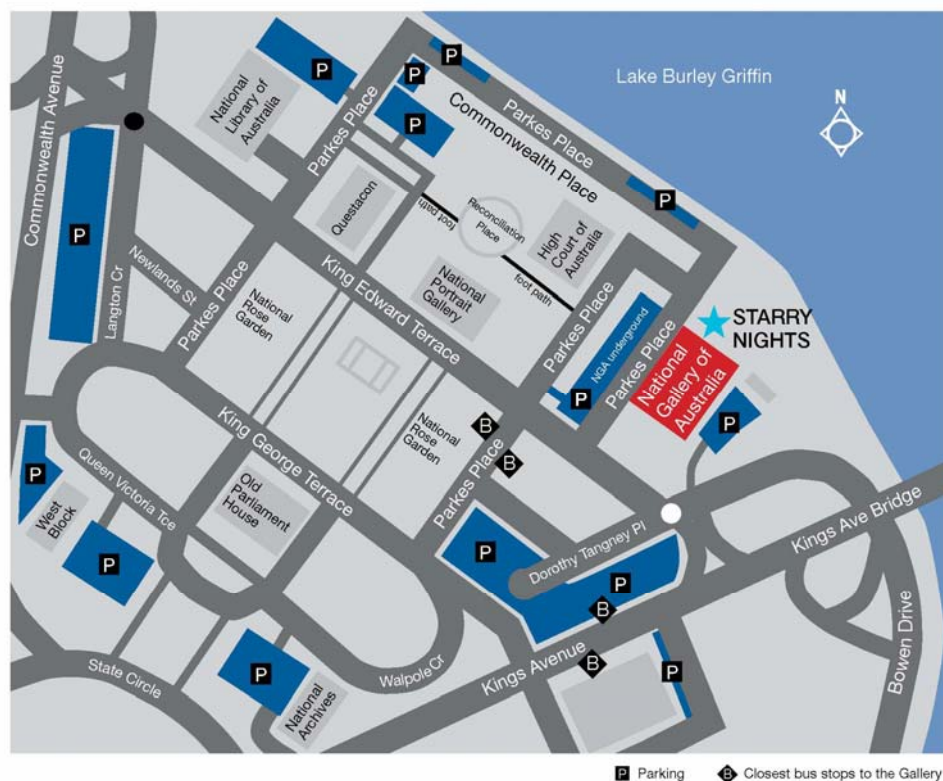 Lake Burley Griffin
N
Commonwealth Avenue
P
National
Library of
Australia
Parkes Place
P
P
P
Parkes Place
Commonwealth Place
P
P
Langton Cr
Newlands St
Parkes Place
Questacon
foot path
Reconciliation
Place
High
Court of
Australia
foot path
National
Portrait
Gallery
King Edward Terrace
National
Rose
Garden
Parkes Place
NGA underground
P
Parkes Place
STARRY
NIGHTS
National
Gallery of
Australia
P
National
Rose
Garden
B
B
Parkes Place
King George Terrace
Old
Parliament
House
Queen Victoria Tce
P
West
Block
P
P
Dorothy Tangney Pl
P
B
Kings Ave Bridge
Bowen Drive
Kings Avenue
B
P
Walpole Cr
P
National
Archives
State Circle
P Parking
B Closest bus stops to the Gallery